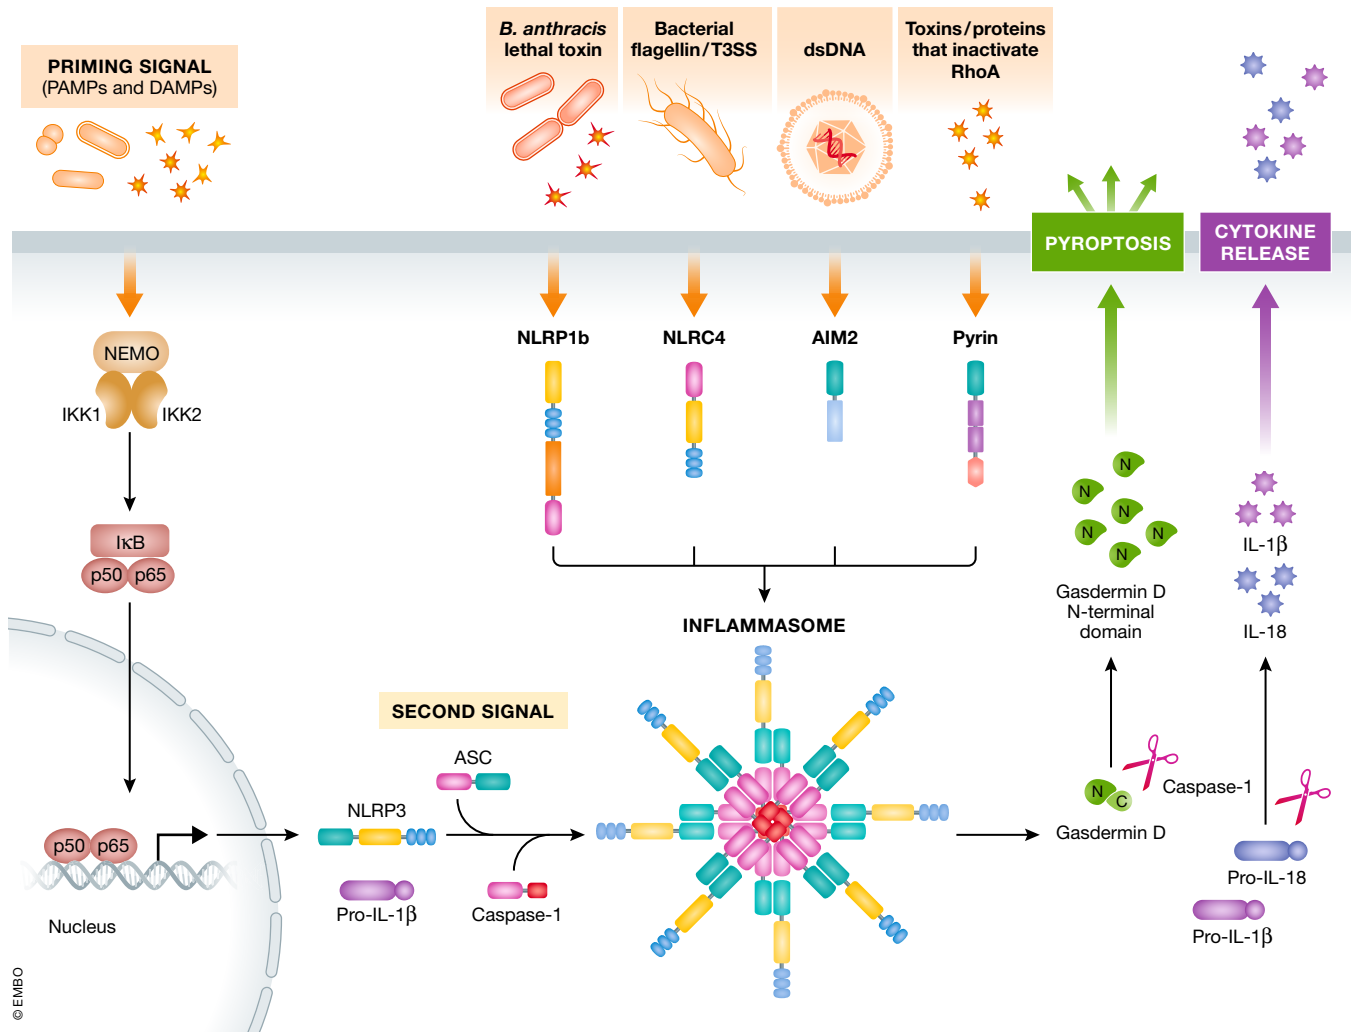 PRIMING SIGNAL
(PAMPs and DAMPs)
B. anthracis
lethal toxin
Bacterial
flagellin/T3SS
dsDNA
Toxins/proteins
that inactivate
RhoA
PYROPTOSIS
CYTOKINE
RELEASE
NEMO
IKK1
IKK2
NLRP1b
NLRC4
AIM2
Pyrin
IκB
p50
p65
N
N
N
N
N
N
Gasdermin D
N-terminal
domain
IL-1β
IL-18
INFLAMMASOME
SECOND SIGNAL
ASC
NLRP3
Pro-IL-1β
Caspase-1
Caspase-1
N
C
Gasdermin D
Pro-IL-18
Pro-IL-1β
p50
p65
Nucleus
© EMBO